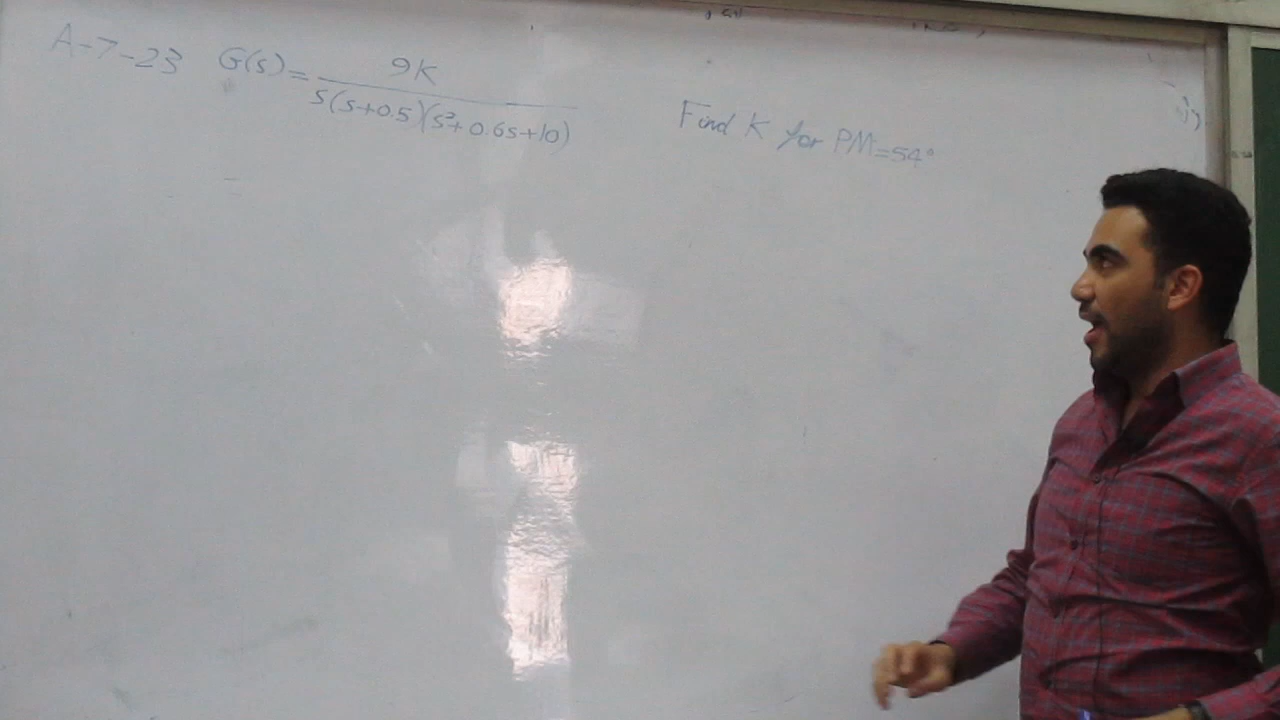 A-7-23 G(s) = 9K / s(s+0.5)(s²+0.6s+10)
Find K for PM=54°